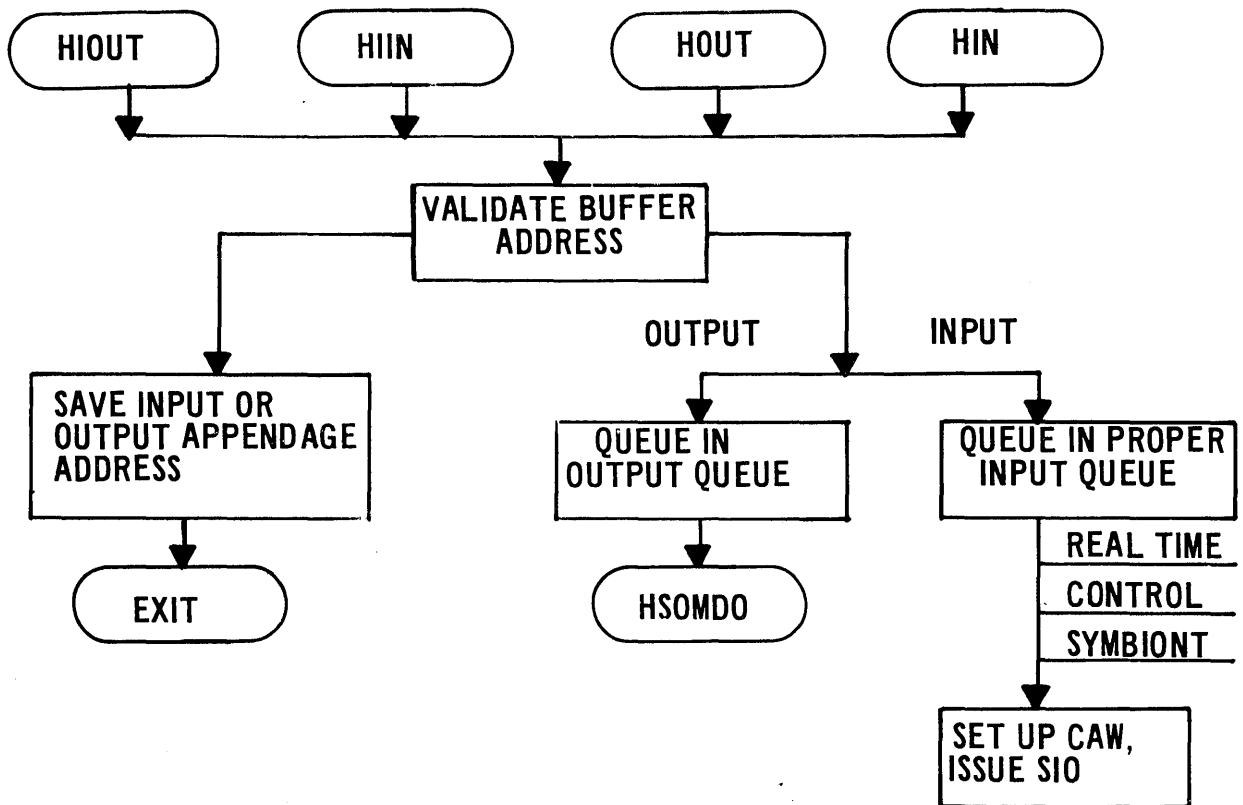 HIOUT
HIIN
HOUT
HIN
VALIDATE BUFFER
ADDRESS
OUTPUT
INPUT
SAVE INPUT OR
OUTPUT APPENDAGE
ADDRESS
QUEUE IN
OUTPUT QUEUE
QUEUE IN PROPER
INPUT QUEUE
REAL TIME
CONTROL
SYMBIONT
EXIT
HSOMDO
SET UP CAW,
ISSUE SIO